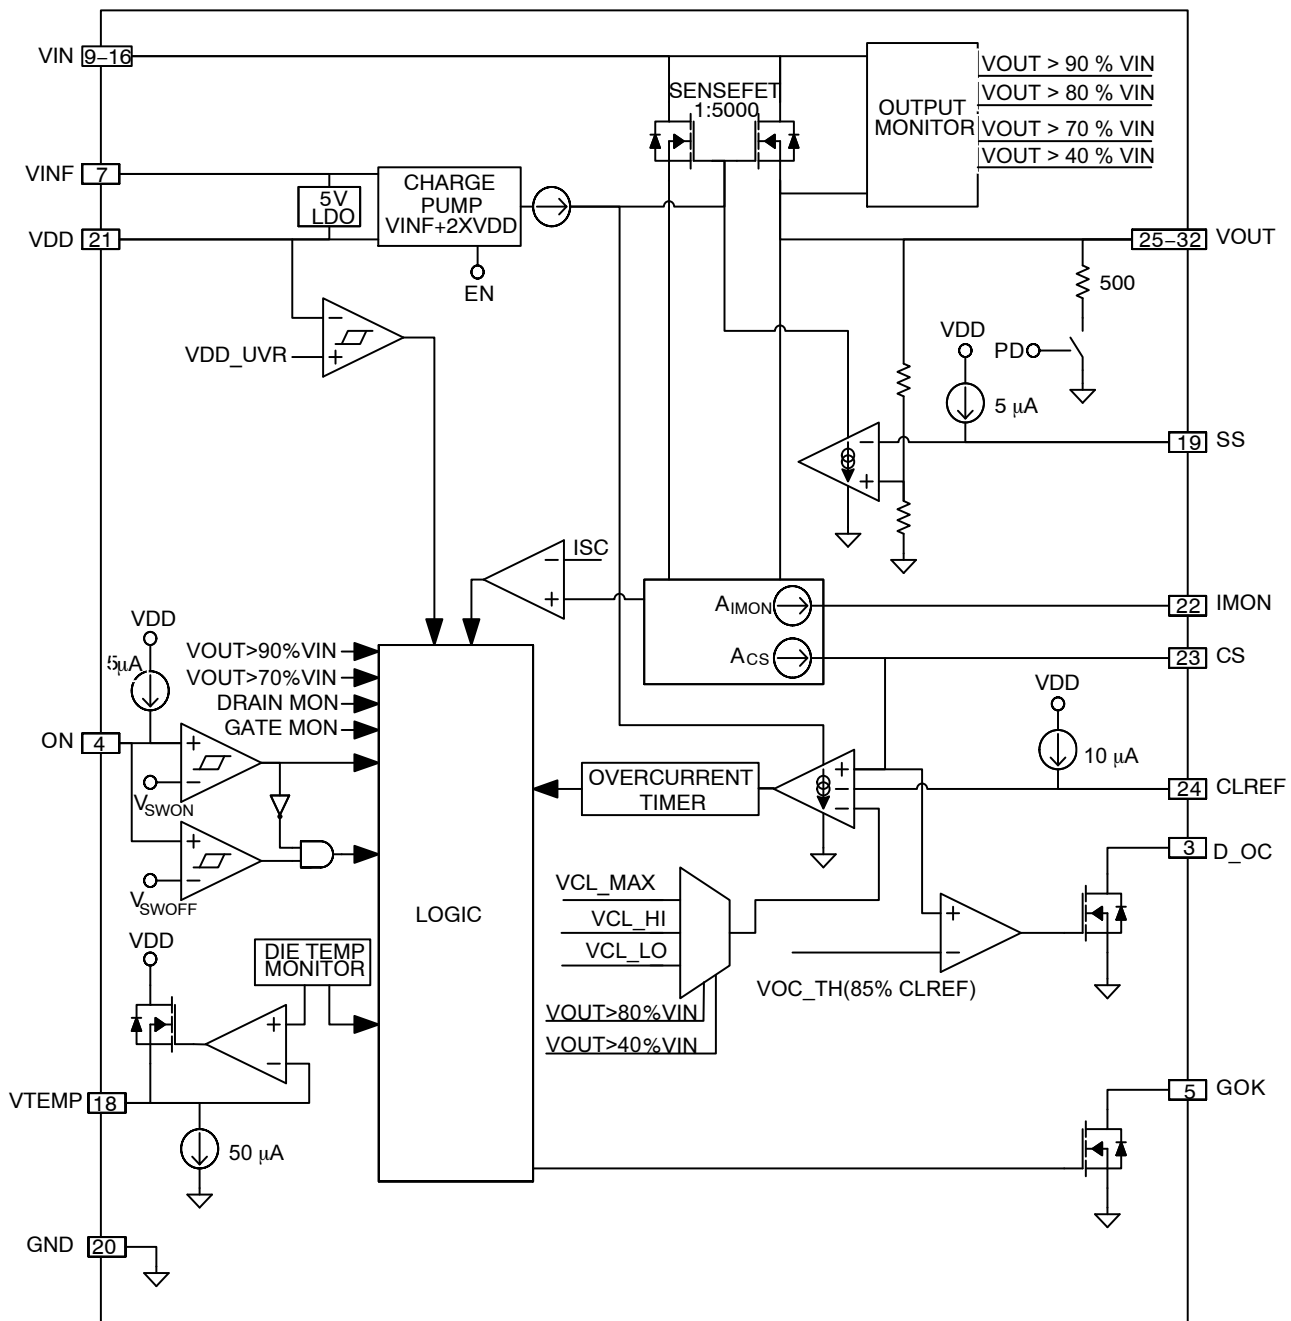 VIN 9–16
SENSEFET
1:5000
OUTPUT
MONITOR
VOUT > 90 % VIN
VOUT > 80 % VIN
VOUT > 70 % VIN
VOUT > 40 % VIN
VINF 7
5V
LDO
CHARGE
PUMP
VINF+2XVDD
VDD 21
EN
25–32 VOUT
500
VDD
PD
5 µA
VDD_UVR
− +
− +
19 SS
ISC
− +
AIMON
22 IMON
ACS
23 CS
VDD
5µA
VOUT>90%VIN
VOUT>70%VIN
DRAIN MON
GATE MON
VDD
10 µA
ON 4
+ −
VSWON
OVERCURRENT
TIMER
+ − −
24 CLREF
3 D_OC
+ −
VSWOFF
LOGIC
VCL_MAX
VCL_HI
VCL_LO
+ −
VOC_TH(85% CLREF)
VDD
DIE TEMP
MONITOR
+ −
VOUT>80%VIN
VOUT>40%VIN
VTEMP 18
50 µA
5 GOK
GND 20